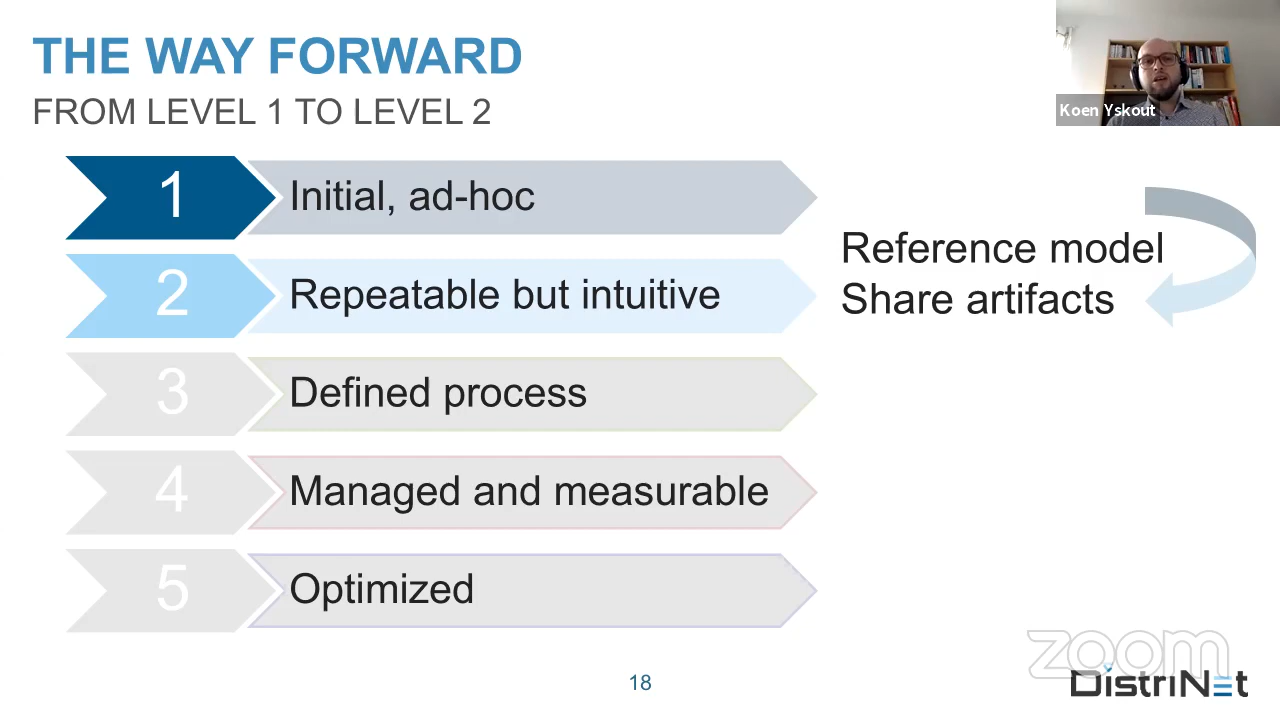 THE WAY FORWARD
FROM LEVEL 1 TO LEVEL 2
Koen Yskout
1 Initial, ad-hoc
2 Repeatable but intuitive
3 Defined process
4 Managed and measurable
5 Optimized
Reference model
Share artifacts
18
zoom
DistriNet